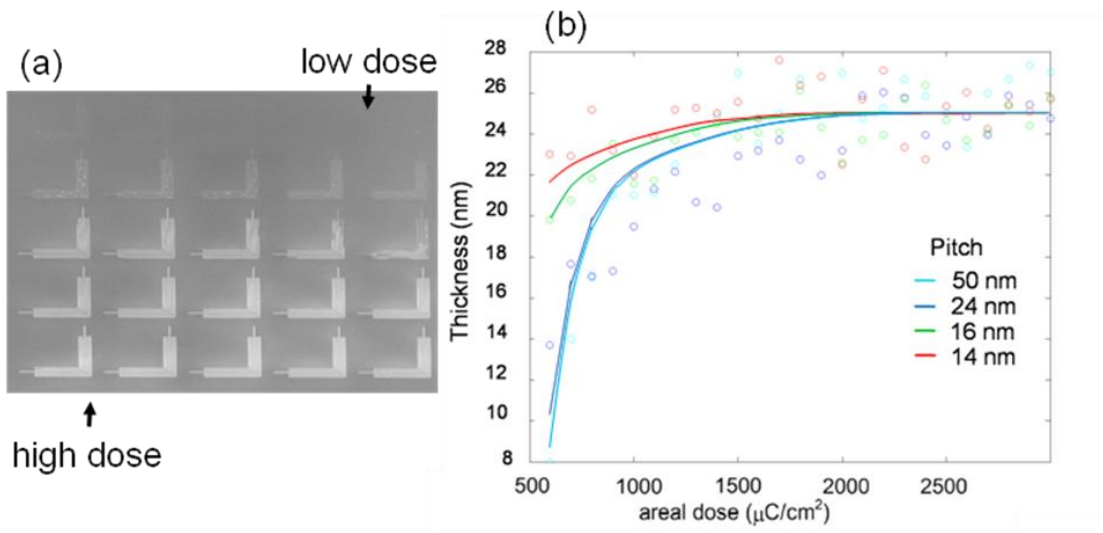 (a)
low dose
high dose
(b)
28
26
24
22
20
18
16
14
12
10
8
Thickness (nm)
500
1000
1500
2000
2500
areal dose (μC/cm²)
Pitch
50 nm
24 nm
16 nm
14 nm